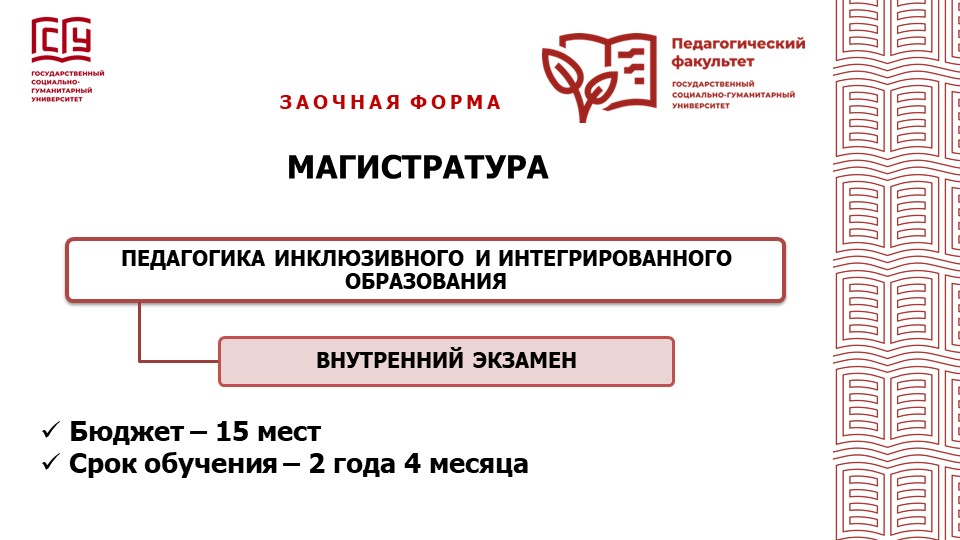 ГСГУ
ГОСУДАРСТВЕННЫЙ
СОЦИАЛЬНО-
ГУМАНИТАРНЫЙ
УНИВЕРСИТЕТ
Педагогический
факультет
ГОСУДАРСТВЕННЫЙ
СОЦИАЛЬНО-ГУМАНИТАРНЫЙ
УНИВЕРСИТЕТ
ЗАОЧНАЯ ФОРМА
МАГИСТРАТУРА
ПЕДАГОГИКА ИНКЛЮЗИВНОГО И ИНТЕГРИРОВАННОГО
ОБРАЗОВАНИЯ
ВНУТРЕННИЙ ЭКЗАМЕН
✓ Бюджет – 15 мест
✓ Срок обучения – 2 года 4 месяца